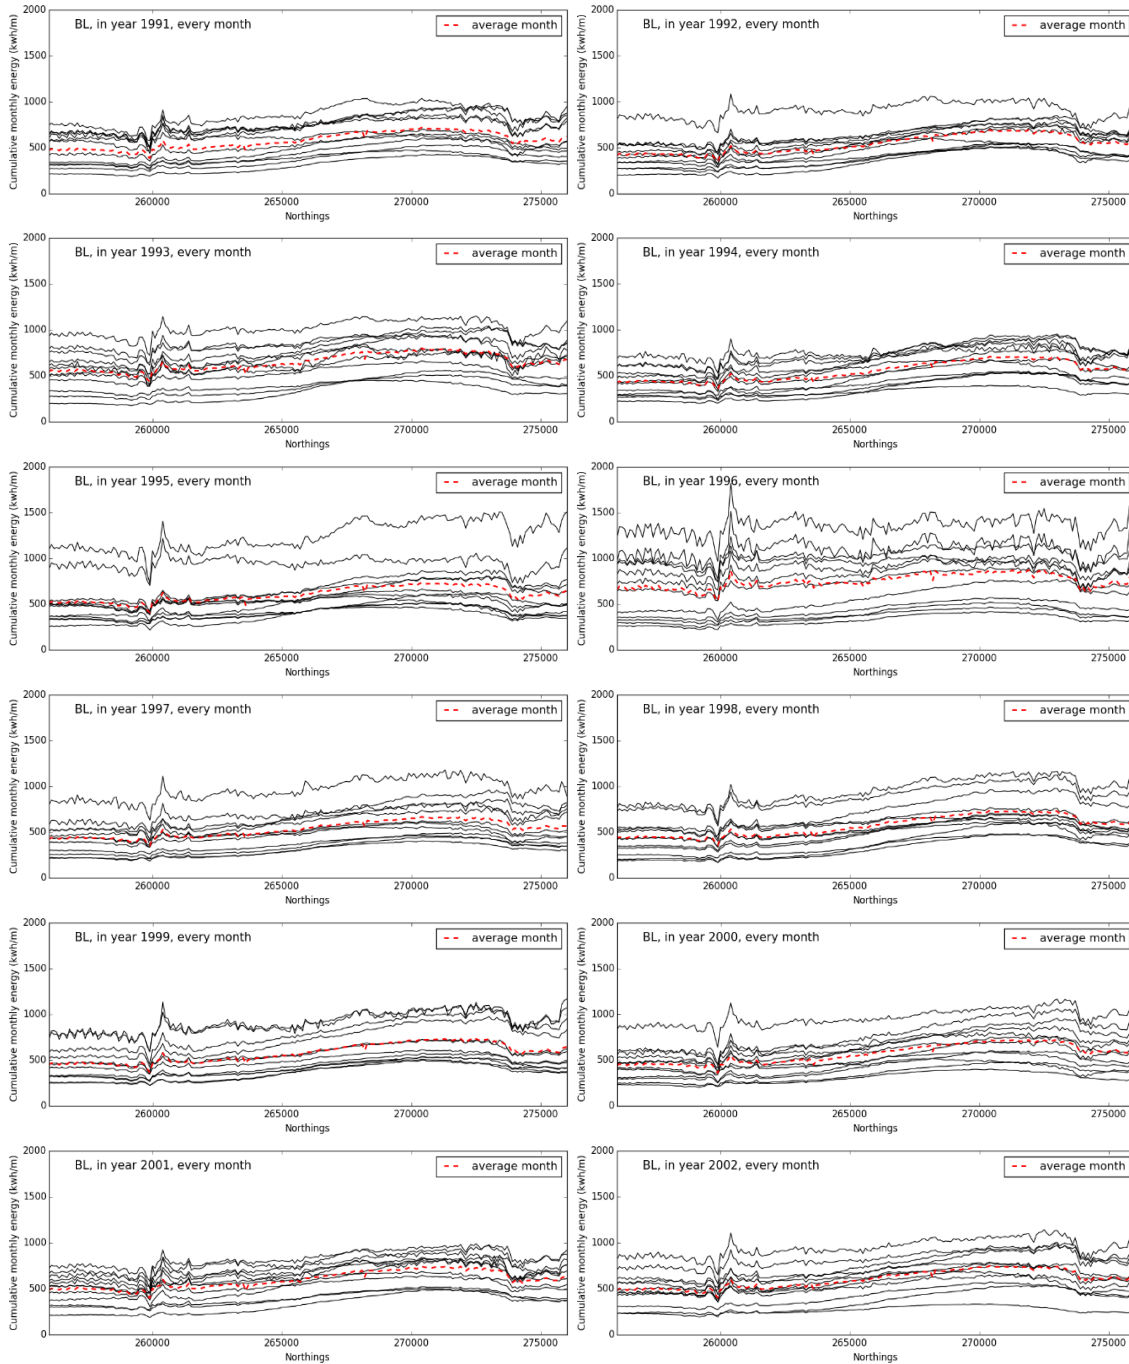 BL, in year 1991, every month
average month
Cumulative monthly energy (kwh/m)
2000
1500
1000
500
0
260000 265000 270000 275000
Northings
BL, in year 1992, every month
average month
Cumulative monthly energy (kwh/m)
2000
1500
1000
500
0
260000 265000 270000 275000
Northings
BL, in year 1993, every month
average month
Cumulative monthly energy (kwh/m)
2000
1500
1000
500
0
260000 265000 270000 275000
Northings
BL, in year 1994, every month
average month
Cumulative monthly energy (kwh/m)
2000
1500
1000
500
0
260000 265000 270000 275000
Northings
BL, in year 1995, every month
average month
Cumulative monthly energy (kwh/m)
2000
1500
1000
500
0
260000 265000 270000 275000
Northings
BL, in year 1996, every month
average month
Cumulative monthly energy (kwh/m)
2000
1500
1000
500
0
260000 265000 270000 275000
Northings
BL, in year 1997, every month
average month
Cumulative monthly energy (kwh/m)
2000
1500
1000
500
0
260000 265000 270000 275000
Northings
BL, in year 1998, every month
average month
Cumulative monthly energy (kwh/m)
2000
1500
1000
500
0
260000 265000 270000 275000
Northings
BL, in year 1999, every month
average month
Cumulative monthly energy (kwh/m)
2000
1500
1000
500
0
260000 265000 270000 275000
Northings
BL, in year 2000, every month
average month
Cumulative monthly energy (kwh/m)
2000
1500
1000
500
0
260000 265000 270000 275000
Northings
BL, in year 2001, every month
average month
Cumulative monthly energy (kwh/m)
2000
1500
1000
500
0
260000 265000 270000 275000
Northings
BL, in year 2002, every month
average month
Cumulative monthly energy (kwh/m)
2000
1500
1000
500
0
260000 265000 270000 275000
Northings